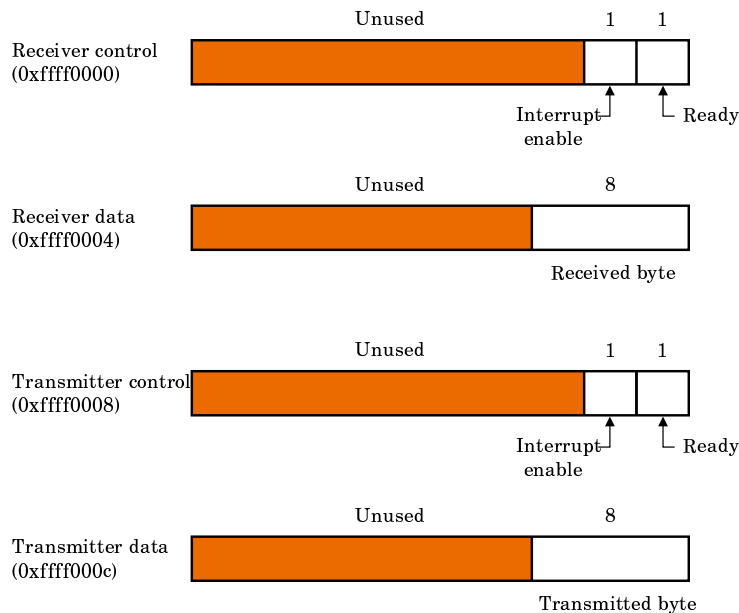 Unused 1 1
Receiver control
(0xffff0000)
Interrupt
enable
Ready
Unused 8
Receiver data
(0xffff0004)
Received byte
Unused 1 1
Transmitter control
(0xffff0008)
Interrupt
enable
Ready
Unused 8
Transmitter data
(0xffff000c)
Transmitted byte